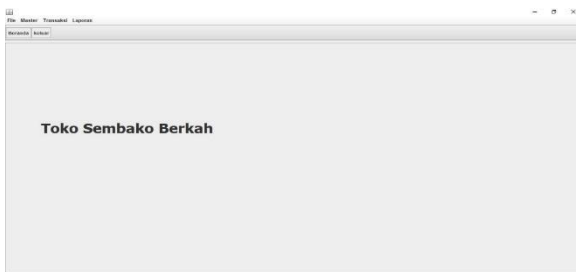 File Master Transaksi Laporan
Beranda Keluar
Toko Sembako Berkah